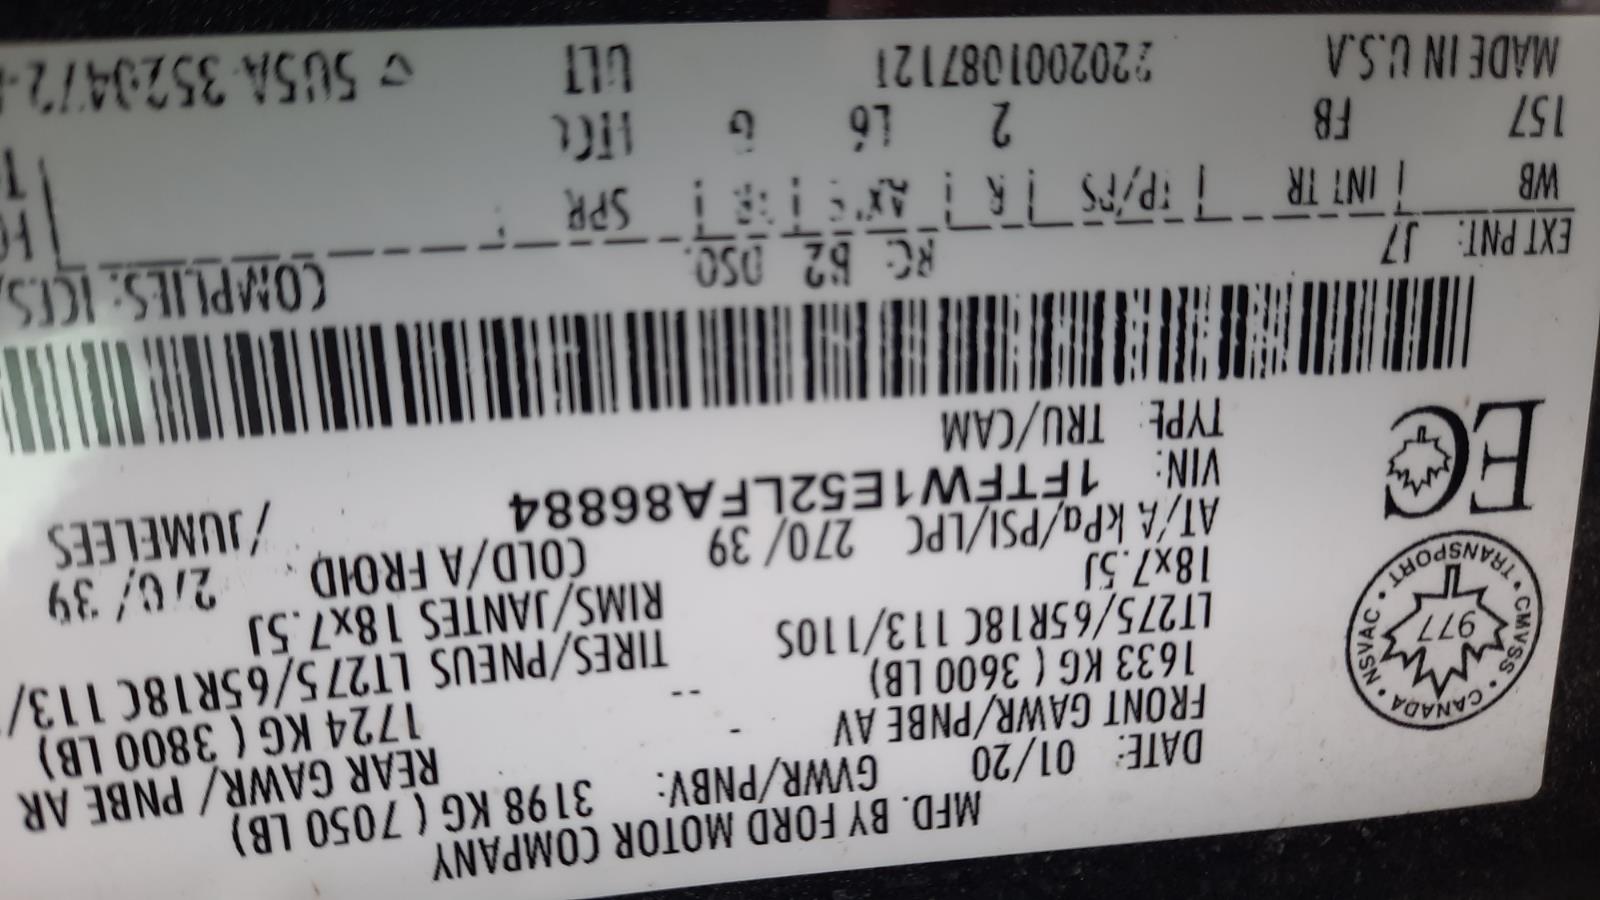 MFD. BY FORD MOTOR COMPANY
DATE: 01/20 GVWR/PNBV: 3198 KG ( 7050 LB)
FRONT GAWR/PNBE AV - REAR GAWR/ PNBE AR
1633 KG ( 3600 LB) -- 1724 KG ( 3800 LB)
LT275/65R18C 113/110S TIRES/PNEUS LT275/65R18C 113/
18x7.5J RIMS/JANTES 18x7.5J
AT/A kPa/PSI/LPC 270/ 39 COLD/A FROID 270/ 39
VIN: 1FTFW1E52LFA86884 /JUMELEES
TYPE: TRU/CAM
CANADA • CMVSS • TRANSPORT • NSVAC •
977
EC
COMPLIES: ICES
EXT PNT: J7 RC: 52 DSO:
WB INT TR TP/PS R AX SPR
157 FB 2 L6 G
MADE IN U.S.A 202001087121 ULT 5U5A-3520472-